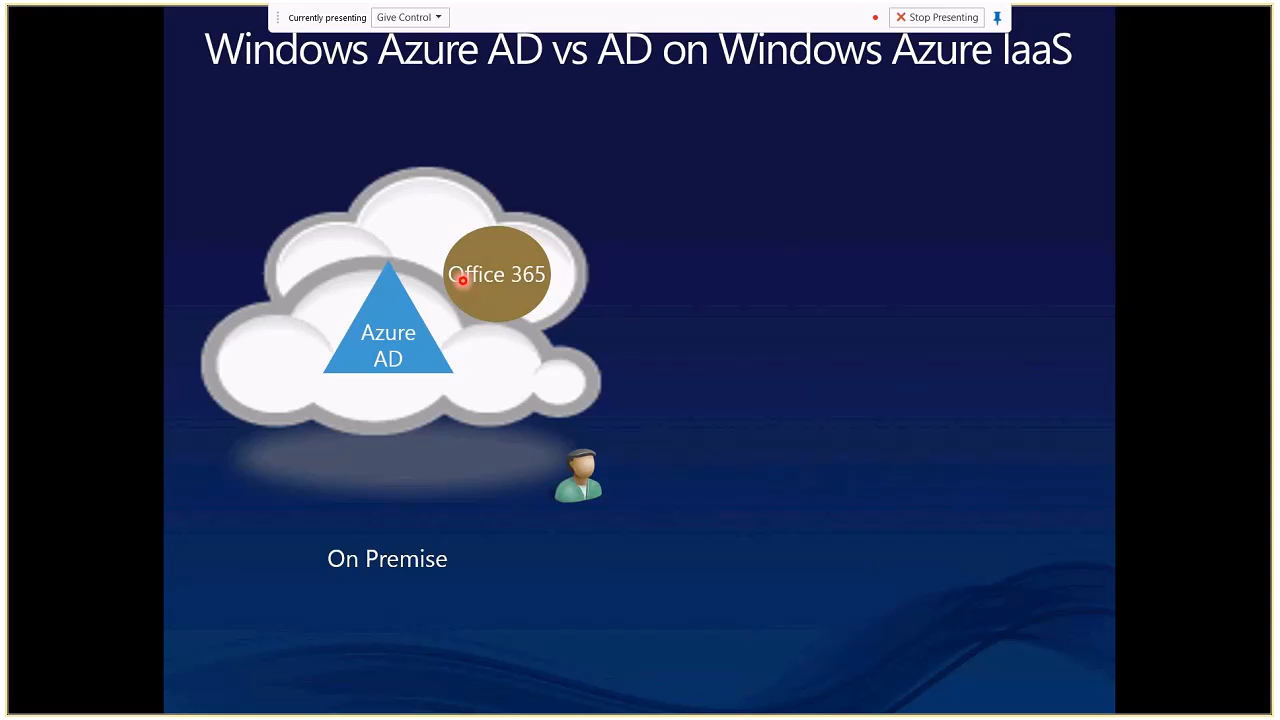 Currently presenting Give Control Stop Presenting
Windows Azure AD vs AD on Windows Azure IaaS
Office 365
Azure
AD
On Premise